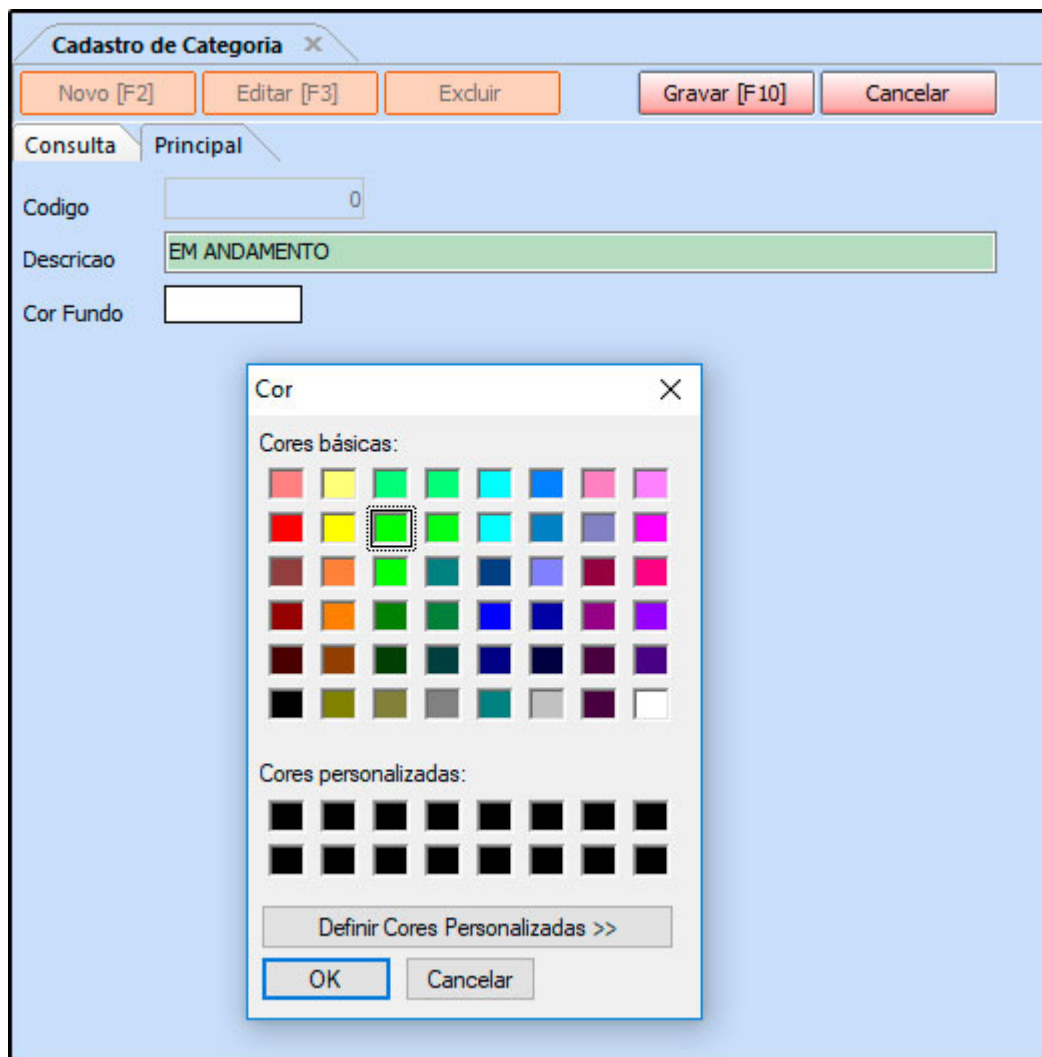 Cadastro de Categoria
Novo [F2] Editar [F3] Excluir Gravar [F10] Cancelar
Consulta Principal
Codigo 0
Descricao EM ANDAMENTO
Cor Fundo
Cor
Cores básicas:
Cores personalizadas:
Definir Cores Personalizadas >>
OK Cancelar